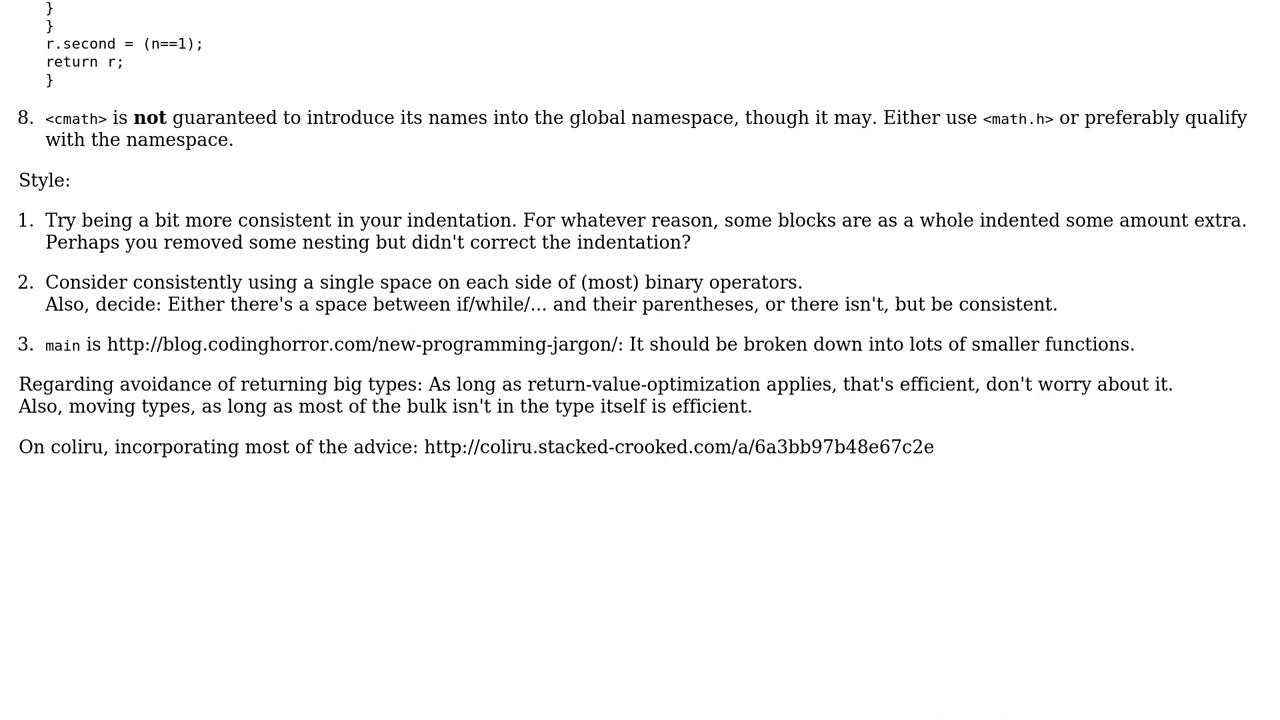 }
}
r.second = (n==1);
return r;
}
8. <cmath> is not guaranteed to introduce its names into the global namespace, though it may. Either use <math.h> or preferably qualify
with the namespace.
Style:
1. Try being a bit more consistent in your indentation. For whatever reason, some blocks are as a whole indented some amount extra.
Perhaps you removed some nesting but didn't correct the indentation?
2. Consider consistently using a single space on each side of (most) binary operators.
Also, decide: Either there's a space between if/while/... and their parentheses, or there isn't, but be consistent.
3. main is http://blog.codinghorror.com/new-programming-jargon/: It should be broken down into lots of smaller functions.
Regarding avoidance of returning big types: As long as return-value-optimization applies, that's efficient, don't worry about it.
Also, moving types, as long as most of the bulk isn't in the type itself is efficient.
On coliru, incorporating most of the advice: http://coliru.stacked-crooked.com/a/6a3bb97b48e67c2e